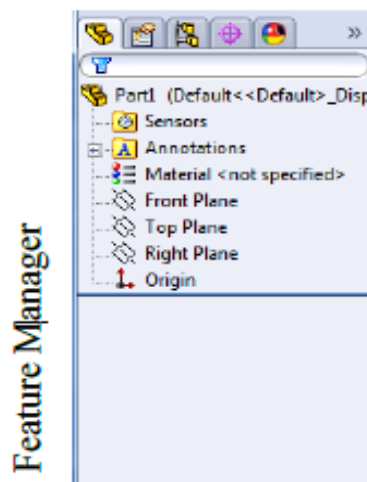 Part1 (Default<<Default>_Disp
Sensors
A Annotations
Material <not specified>
Front Plane
Top Plane
Right Plane
Origin
Feature Manager